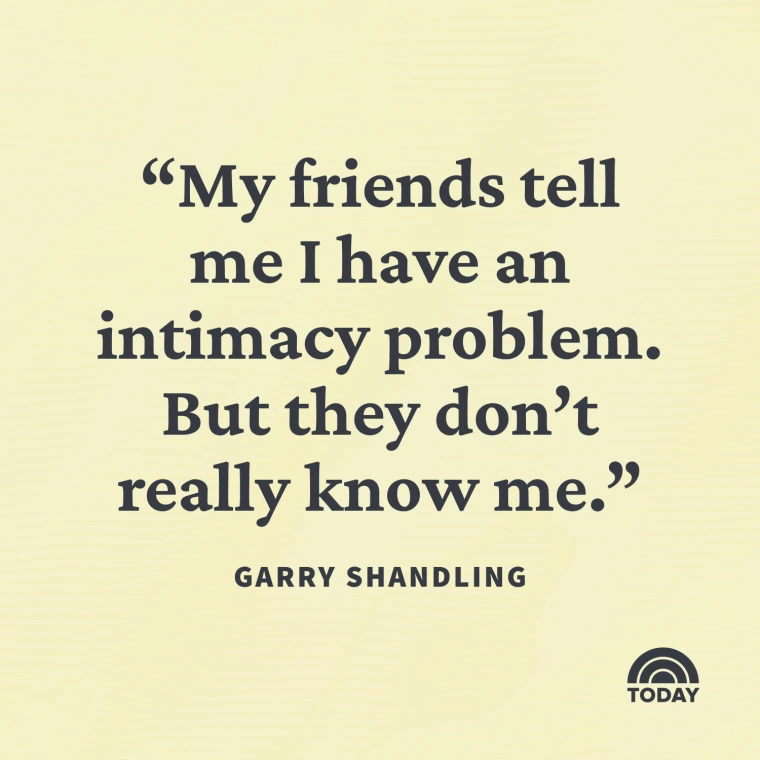 “My friends tell
me I have an
intimacy problem.
But they don’t
really know me.”
GARRY SHANDLING
TODAY